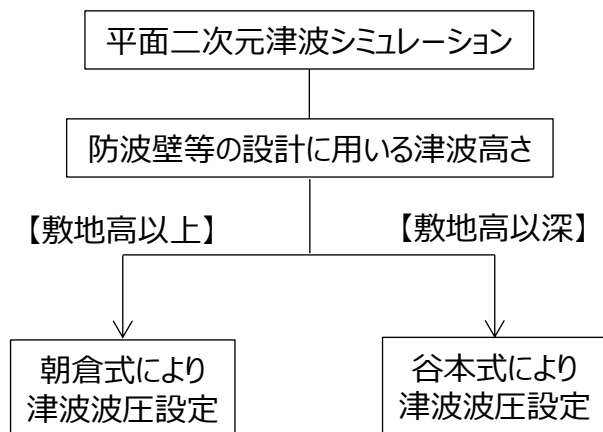 平面二次元津波シミュレーション
防波壁等の設計に用いる津波高さ
【敷地高以上】
【敷地高以深】
朝倉式により
津波波圧設定
谷本式により
津波波圧設定